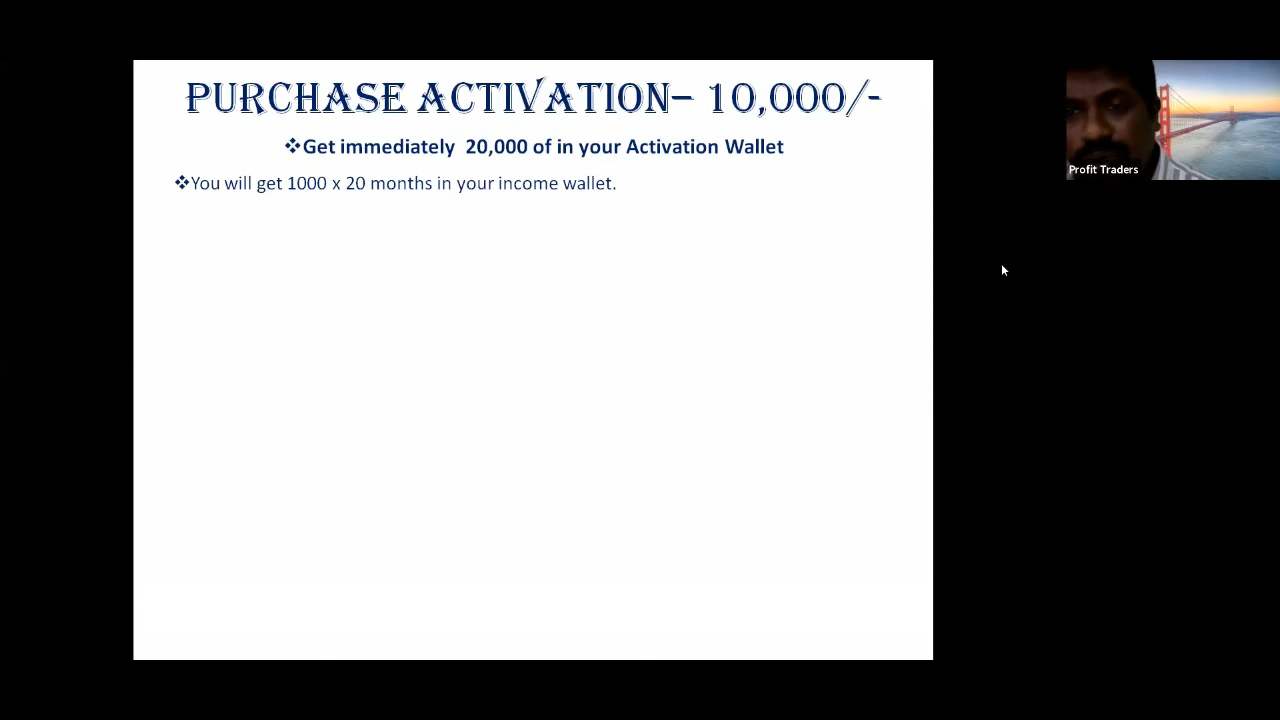 PURCHASE ACTIVATION– 10,000/-
❖Get immediately  20,000 of in your Activation Wallet
❖You will get 1000 x 20 months in your income wallet.
Profit Traders